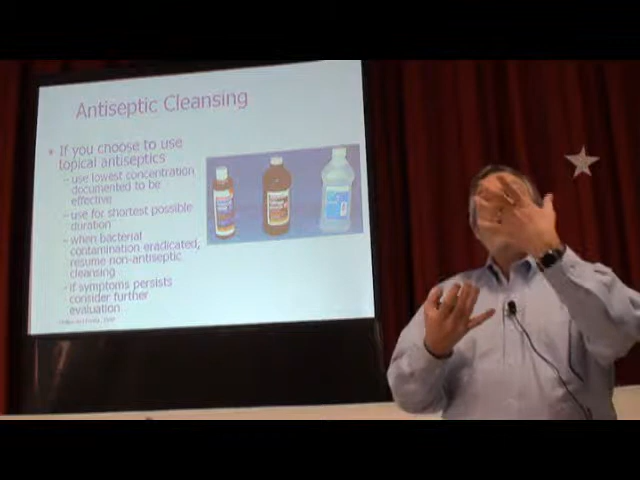 Antiseptic Cleansing
• If you choose to use
topical antiseptics
– use lowest concentration
documented to be
effective
– use for shortest possible
duration
– when bacterial
contamination eradicated,
resume non-antiseptic
cleansing
– if symptoms persists
consider further
evaluation